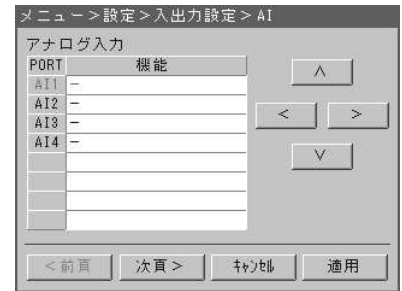 メニュー＞設定＞入出力設定＞AI
アナログ入力
PORT 機能
AI1 −
AI2 −
AI3 −
AI4 −
∧
＜ ＞
∨
＜前頁 次頁＞ ｷｬﾝｾﾙ 適用